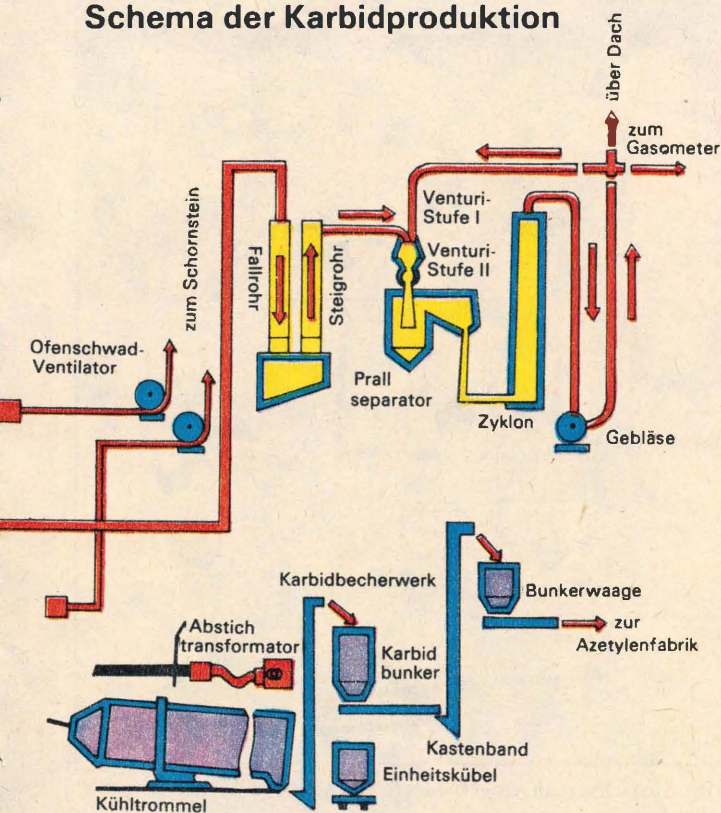 Schema der Karbidproduktion
über Dach
zum
Gasometer
Venturi-
Stufe I
Venturi-
Stufe II
zum Schornstein
Fallrohr
Steigrohr
Ofenschwad-
Ventilator
Prall
separator
Zyklon
Gebläse
Karbidbecherwerk
Bunkerwaage
zur
Azetylenfabrik
Abstich
transformator
Karbid
bunker
Kastenband
Einheitskübel
Kühltrommel